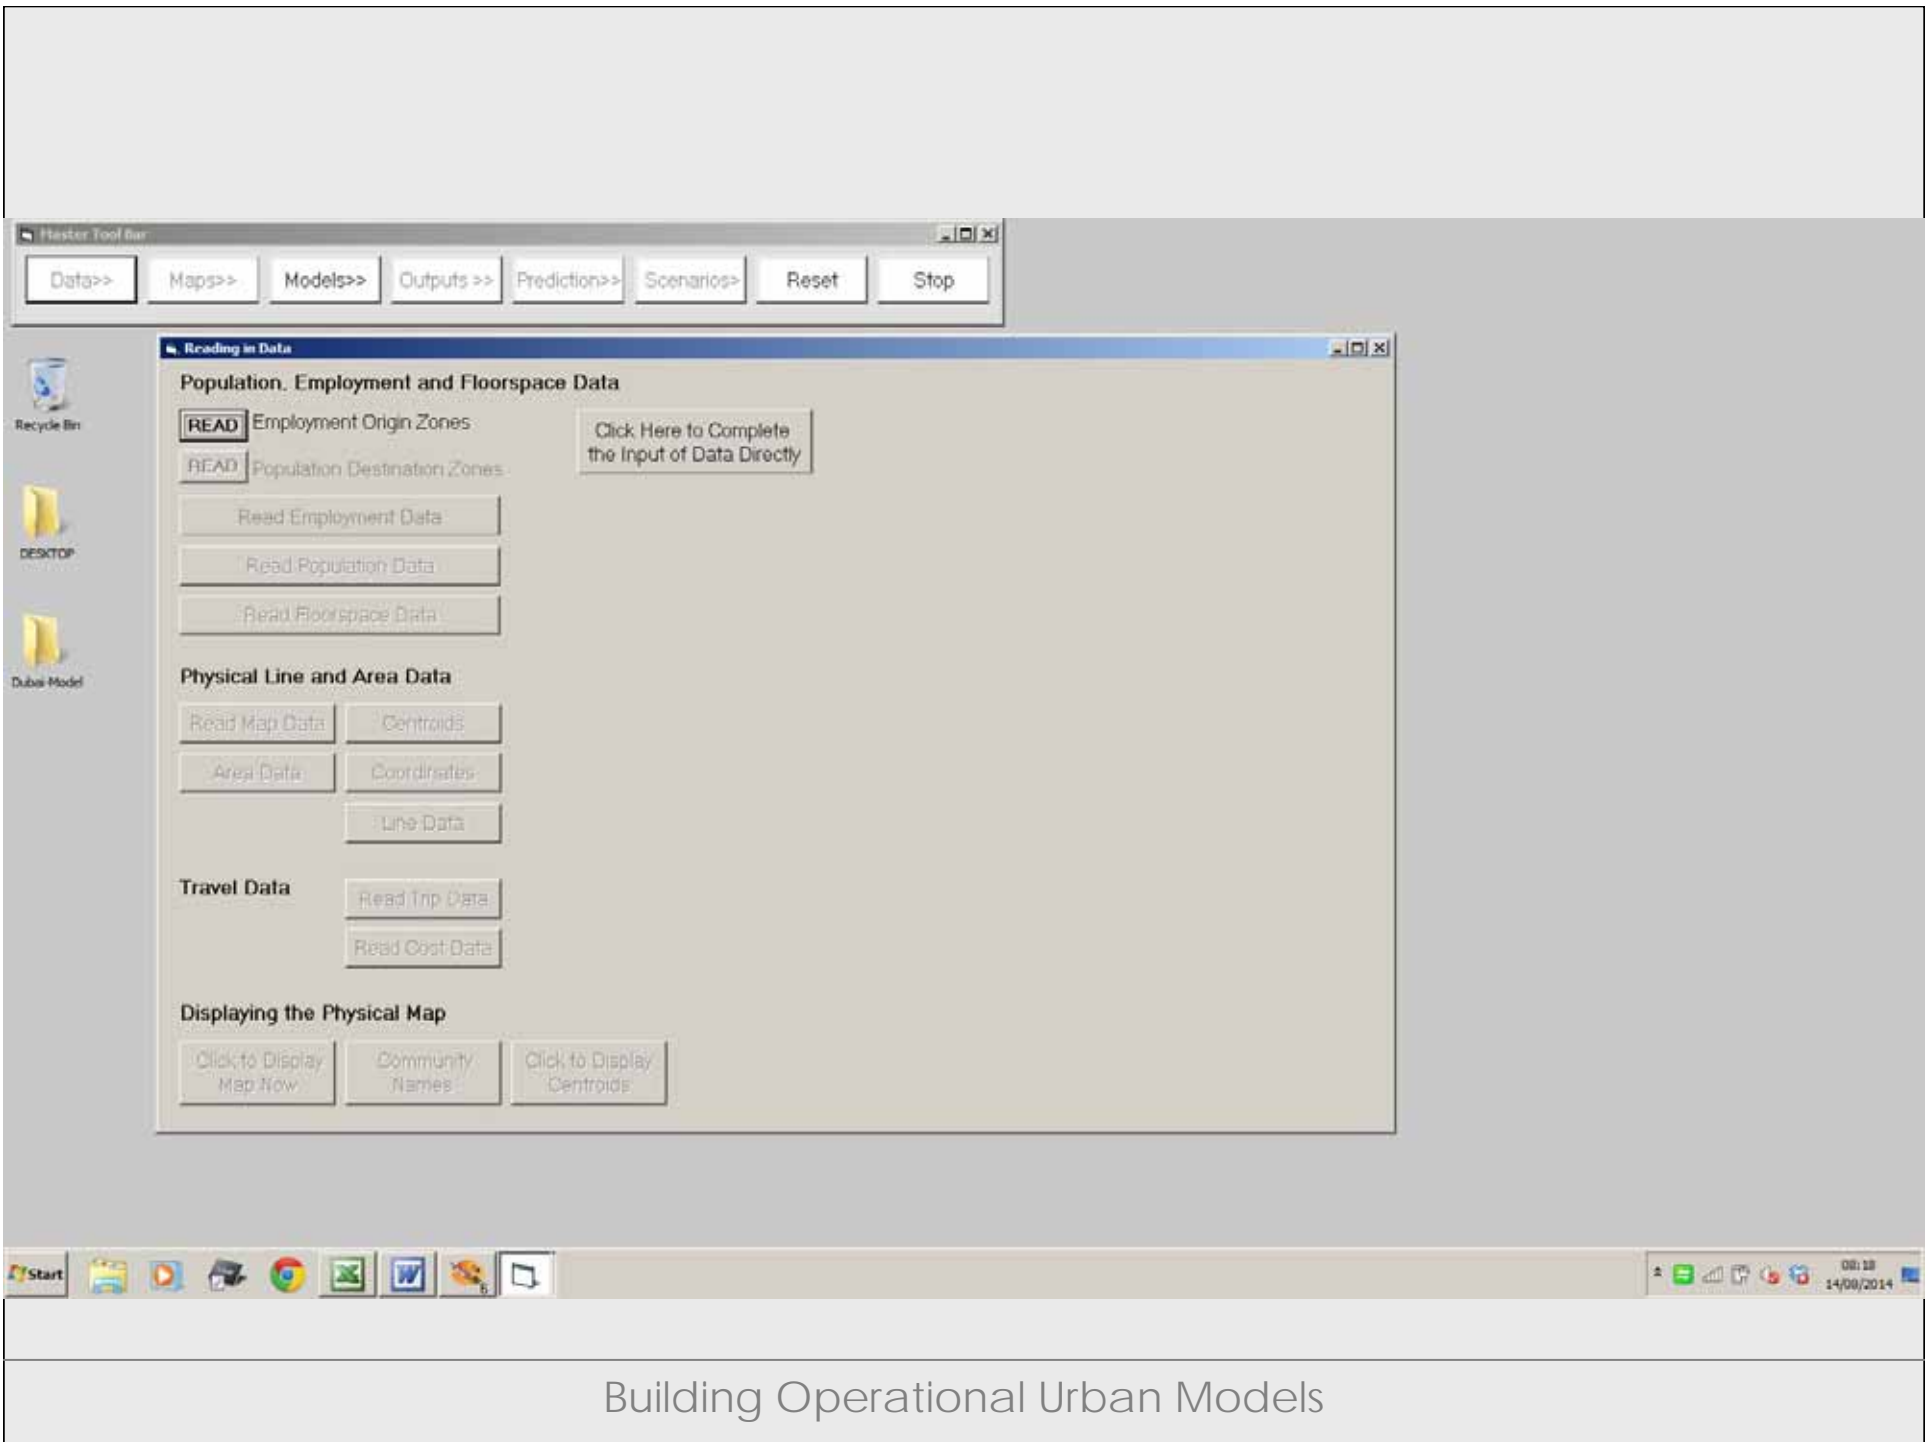 Master Tool Bar
Data>> Maps>> Models>> Outputs >> Prediction>> Scenarios> Reset Stop
Reading in Data
Population, Employment and Floorspace Data
READ Employment Origin Zones
Click Here to Complete
the Input of Data Directly
READ Population Destination Zones
Read Employment Data
Read Population Data
Read Floorspace Data
Physical Line and Area Data
Read Map Data Centroids
Area Data Coordinates
Line Data
Travel Data
Read Trip Data
Read Cost Data
Displaying the Physical Map
Click to Display
Map Now
Community
Names
Click to Display
Centroids
Recycle Bin
DESKTOP
Dubai-Model
Start
08:18
14/08/2014
Building Operational Urban Models